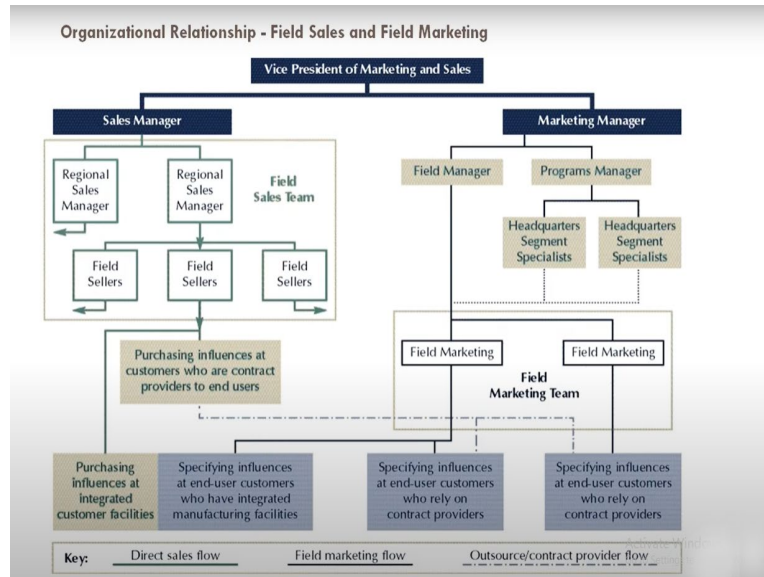 Organizational Relationship - Field Sales and Field Marketing
Vice President of Marketing and Sales
Sales Manager
Marketing Manager
Regional
Sales
Manager
Regional
Sales
Manager
Field
Sales Team
Field Manager
Programs Manager
Headquarters
Segment
Specialists
Headquarters
Segment
Specialists
Field
Sellers
Field
Sellers
Field
Sellers
Purchasing influences at
customers who are contract
providers to end users
Field Marketing
Field Marketing
Field
Marketing Team
Purchasing
influences at
integrated
customer facilities
Specifying influences
at end-user customers
who have integrated
manufacturing facilities
Specifying influences
at end-user customers
who rely on
contract providers
Specifying influences
at end-user customers
who rely on
contract providers
Key:
Direct sales flow
Field marketing flow
Outsource/contract provider flow
Activate